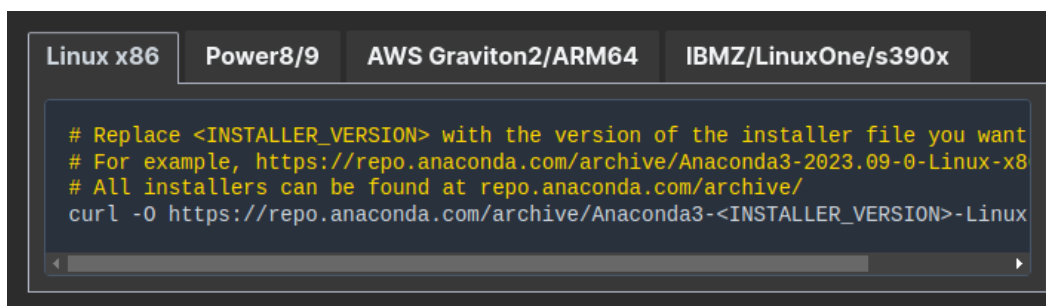 Linux x86 Power8/9 AWS Graviton2/ARM64 IBMZ/LinuxOne/s390x
# Replace <INSTALLER_VERSION> with the version of the installer file you want
# For example, https://repo.anaconda.com/archive/Anaconda3-2023.09-0-Linux-x8
# All installers can be found at repo.anaconda.com/archive/
curl -O https://repo.anaconda.com/archive/Anaconda3-<INSTALLER_VERSION>-Linux